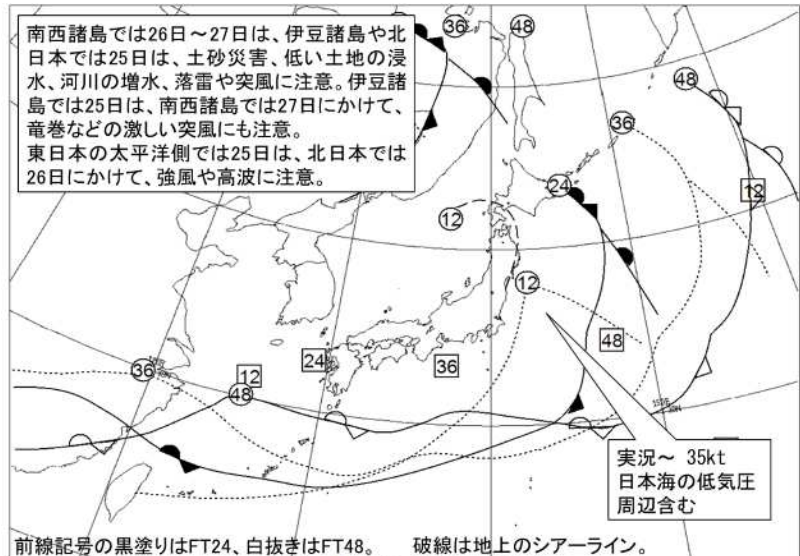 南西諸島では26日～27日は、伊豆諸島や北
日本では25日は、土砂災害、低い土地の浸
水、河川の増水、落雷や突風に注意。伊豆諸
島では25日は、南西諸島では27日にかけて、
竜巻などの激しい突風にも注意。
東日本の太平洋側では25日は、北日本では
26日にかけて、強風や高波に注意。
36
48
48
36
12
24
12
12
48
36
24
12
36
48
実況～ 35kt
日本海の低気圧
周辺含む
前線記号の黒塗りはFT24、白抜きはFT48。 破線は地上のシアーライン。